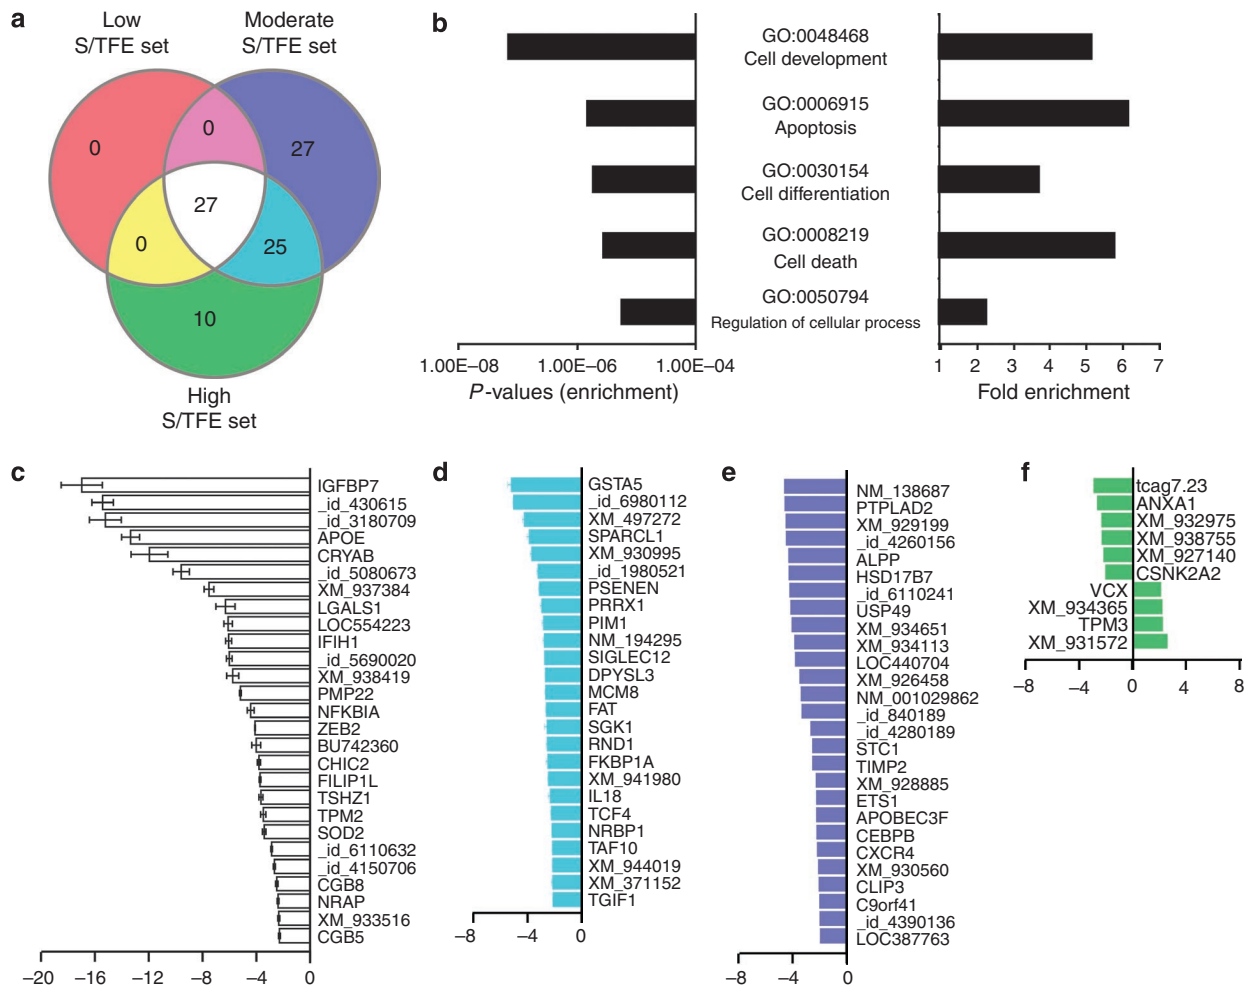 a
Low
S/TFE set
Moderate
S/TFE set
0
0
27
27
0
25
10
High
S/TFE set
b
GO:0048468
Cell development
GO:0006915
Apoptosis
GO:0030154
Cell differentiation
GO:0008219
Cell death
GO:0050794
Regulation of cellular process
1.00E−08 1.00E−06 1.00E−04
P-values (enrichment)
1 2 3 4 5 6 7
Fold enrichment
c
IGFBP7
_id_430615
_id_3180709
APOE
CRYAB
_id_5080673
XM_937384
LGALS1
LOC554223
IFIH1
_id_5690020
XM_938419
PMP22
NFKBIA
ZEB2
BU742360
CHIC2
FILIP1L
TSHZ1
TPM2
SOD2
_id_6110632
_id_4150706
CGB8
NRAP
XM_933516
CGB5
−20 −16 −12 −8 −4 0
d
GSTA5
_id_6980112
XM_497272
SPARCL1
XM_930995
_id_1980521
PSENEN
PRRX1
PIM1
NM_194295
SIGLEC12
DPYSL3
MCM8
FAT
SGK1
RND1
FKBP1A
XM_941980
IL18
TCF4
NRBP1
TAF10
XM_944019
XM_371152
TGIF1
−8 −4 0
e
NM_138687
PTPLAD2
XM_929199
_id_4260156
ALPP
HSD17B7
_id_6110241
USP49
XM_934651
XM_934113
LOC440704
XM_926458
NM_001029862
_id_840189
_id_4280189
STC1
TIMP2
XM_928885
ETS1
APOBEC3F
CEBPB
CXCR4
XM_930560
CLIP3
C9orf41
_id_4390136
LOC387763
−8 −4 0
f
tcag7.23
ANXA1
XM_932975
XM_938755
XM_927140
CSNK2A2
VCX
XM_934365
TPM3
XM_931572
−8 −4 0 4 8